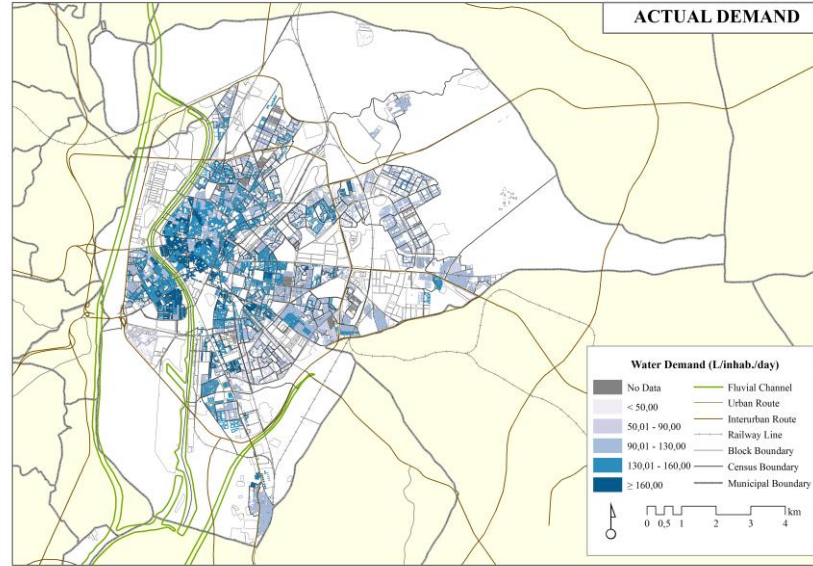 ACTUAL DEMAND
Water Demand (L/inhab./day)
No Data
< 50,00
50,01 - 90,00
90,01 - 130,00
130,01 - 160,00
≥ 160,00
Fluvial Channel
Urban Route
Interurban Route
Railway Line
Block Boundary
Census Boundary
Municipal Boundary
km
0 0,5 1 2 3 4